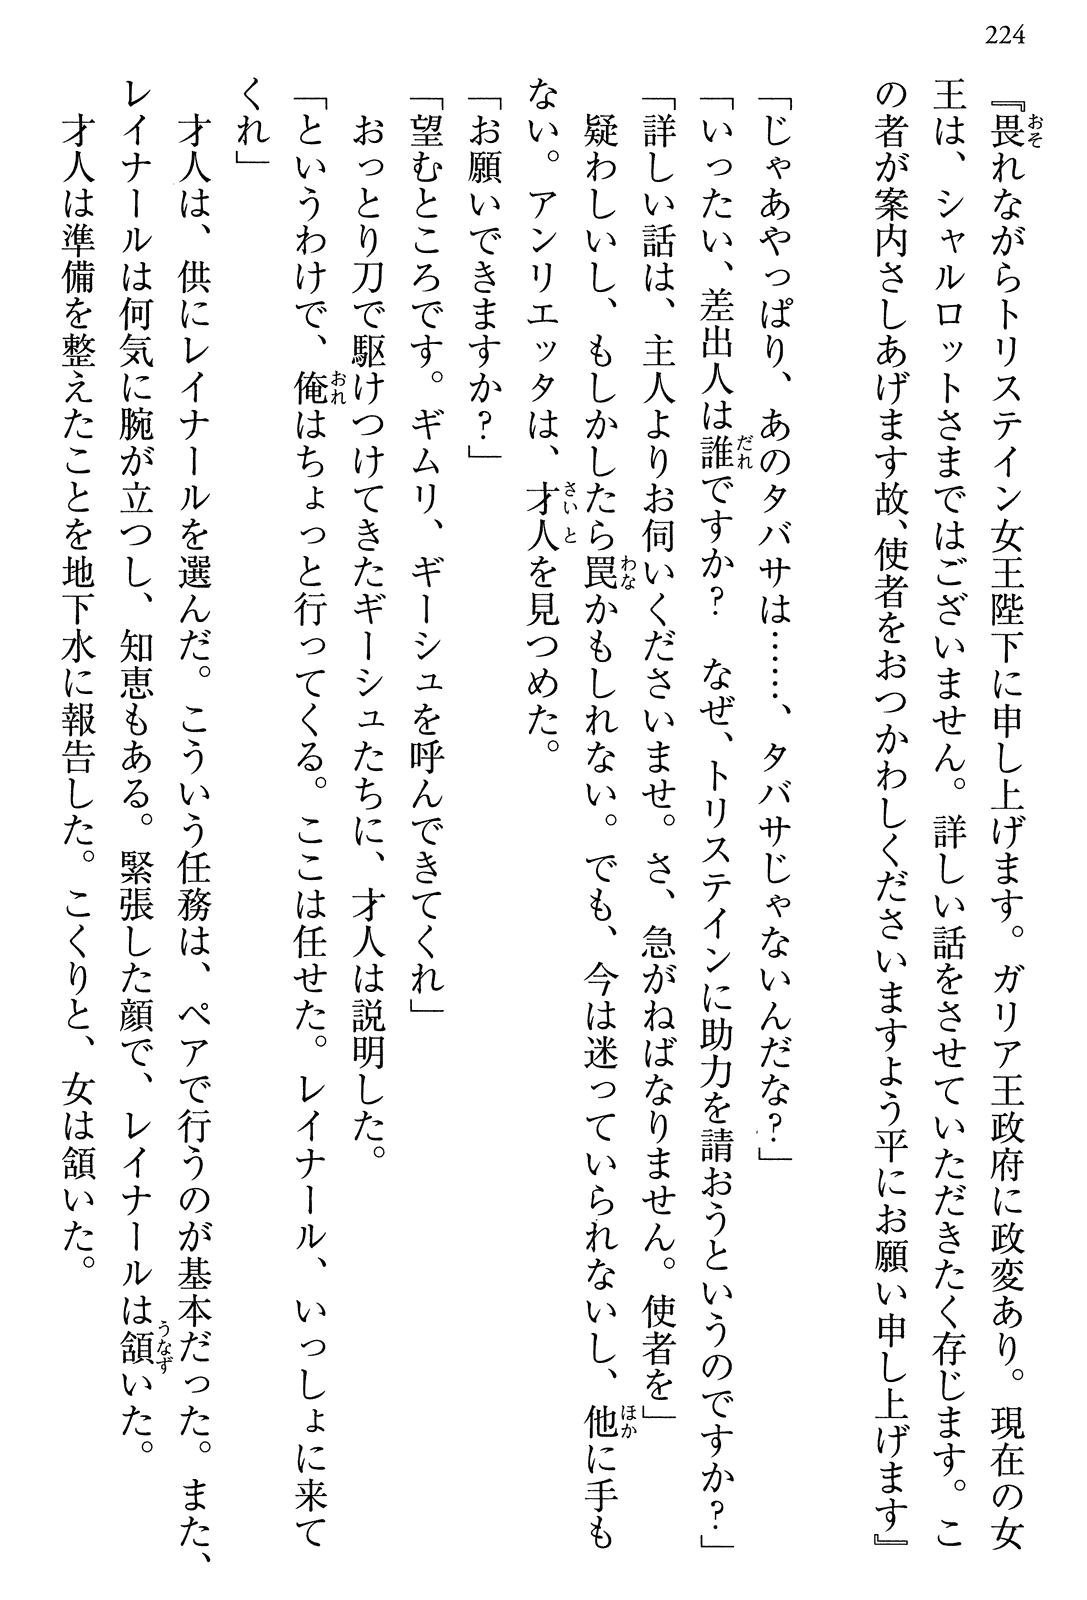 224
『畏れながらトリステイン女王陛下に申し上げます。ガリア王政府に政変あり。現在の女
王は、シャルロットさまではございません。詳しい話をさせていただきたく存じます。こ
の者が案内さしあげます故、使者をおつかわしくださいますよう平にお願い申し上げます』
「じゃあやっぱり、あのタバサは……、タバサじゃないんだな?」
「いったい、差出人は誰ですか? なぜ、トリステインに助力を請おうというのですか?」
「詳しい話は、主人よりお伺いくださいませ。さ、急がねばなりません。使者を」
疑わしいし、もしかしたら罠かもしれない。でも、今は迷っていられないし、他に手も
ない。アンリエッタは、才人を見つめた。
「お願いできますか?」
「望むところです。ギムリ、ギーシュを呼んできてくれ」
おっとり刀で駆けつけてきたギーシュたちに、才人は説明した。
「というわけで、俺はちょっと行ってくる。ここは任せた。レイナール、いっしょに来て
くれ」
才人は、供にレイナールを選んだ。こういう任務は、ペアで行うのが基本だった。また、
レイナールは何気に腕が立つし、知恵もある。緊張した顔で、レイナールは頷いた。
才人は準備を整えたことを地下水に報告した。こくりと、女は頷いた。